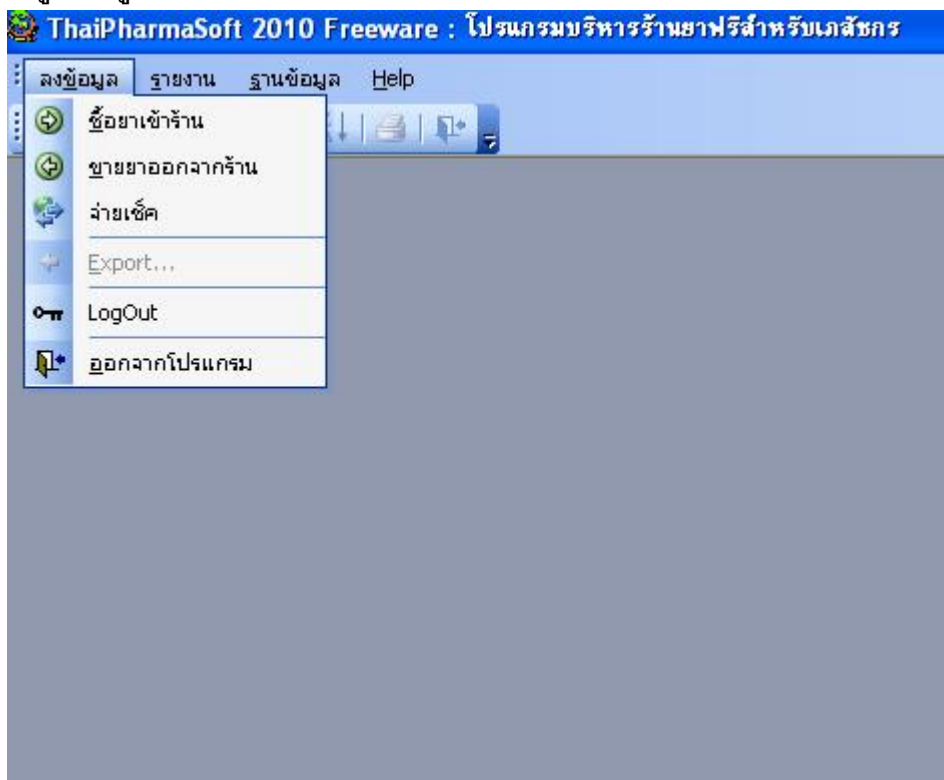 ThaiPharmaSoft 2010 Freeware : โปรแกรมบริหารร้านยาฟรีสำหรับเภสัชกร
ลงข้อมูล รายงาน ฐานข้อมูล Help
ซื้อยาเข้าร้าน
ขายยาออกจากร้าน
จ่ายเช็ค
Export...
LogOut
ออกจากโปรแกรม